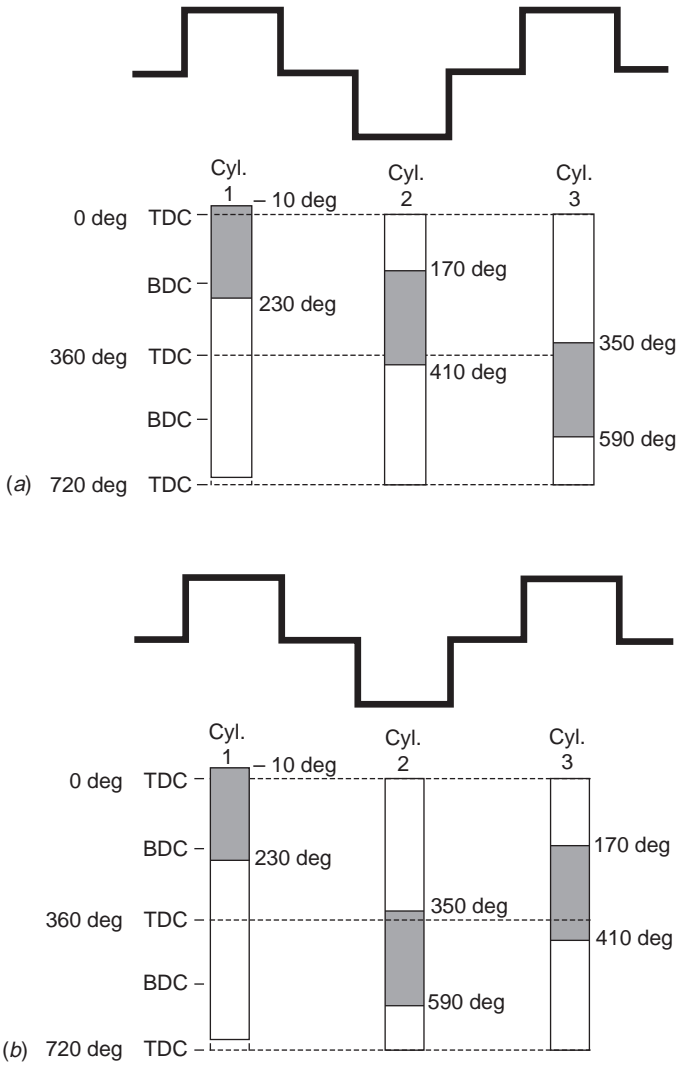 Cyl. Cyl. Cyl.
1 – 10 deg 2 3
0 deg TDC
170 deg
BDC
230 deg
350 deg
360 deg TDC
410 deg
BDC
590 deg
(a) 720 deg TDC
Cyl. Cyl. Cyl.
1 – 10 deg 2 3
0 deg TDC
170 deg
BDC
230 deg
350 deg
360 deg TDC
410 deg
BDC
590 deg
(b) 720 deg TDC